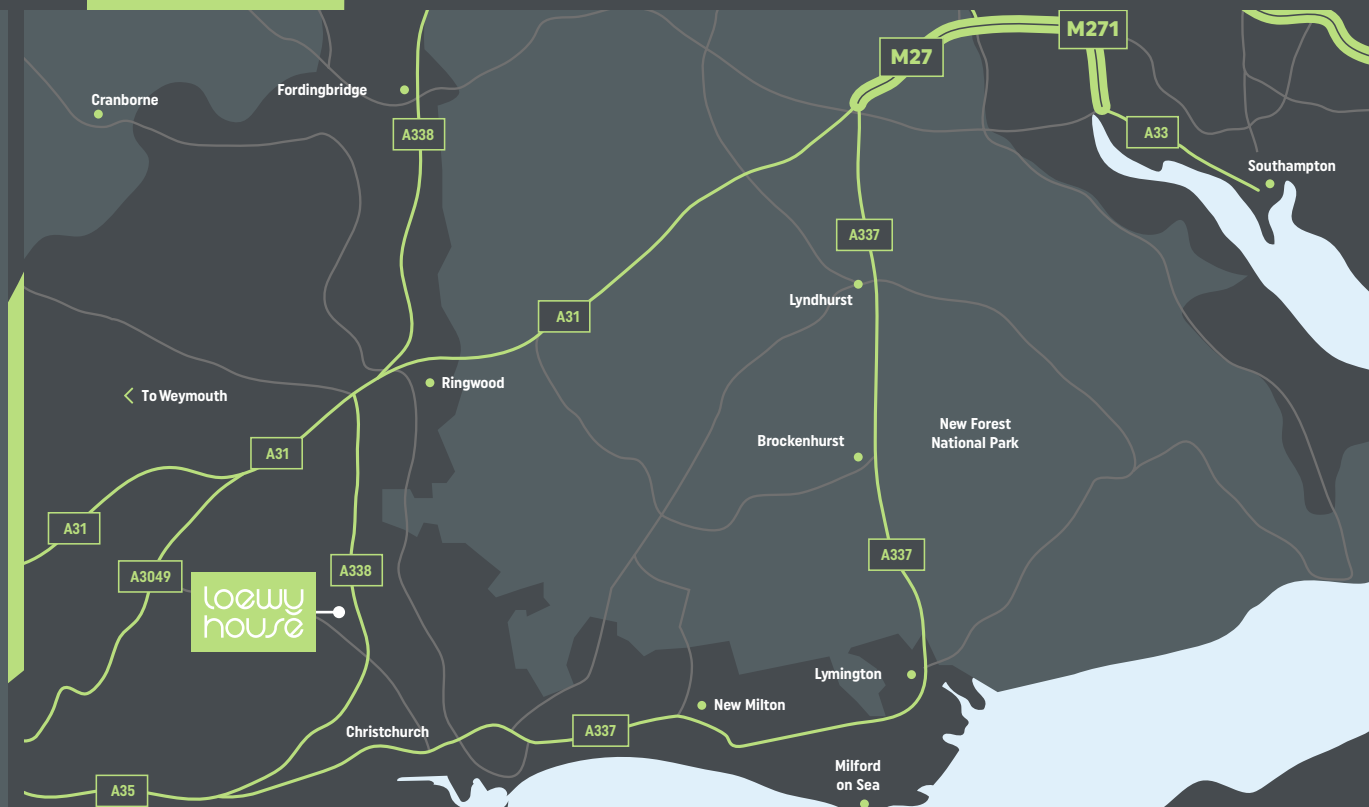 M271
M27
Fordingbridge
Cranborne
A338
A33
Southampton
A337
Lyndhurst
A31
Ringwood
To Weymouth
New Forest
National Park
Brockenhurst
A31
A31
A337
A338
A3049
loewy
house
Lymington
New Milton
Christchurch
A337
Milford
on Sea
A35